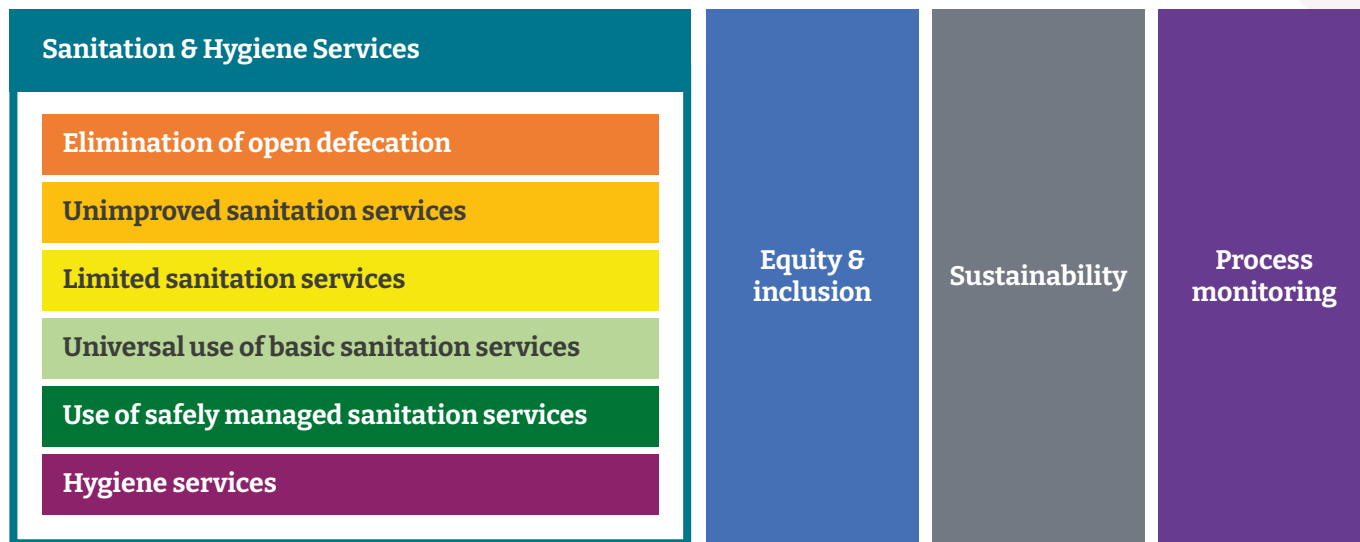 Sanitation & Hygiene Services
Elimination of open defecation
Unimproved sanitation services
Limited sanitation services
Universal use of basic sanitation services
Use of safely managed sanitation services
Hygiene services
Equity &
inclusion
Sustainability
Process
monitoring